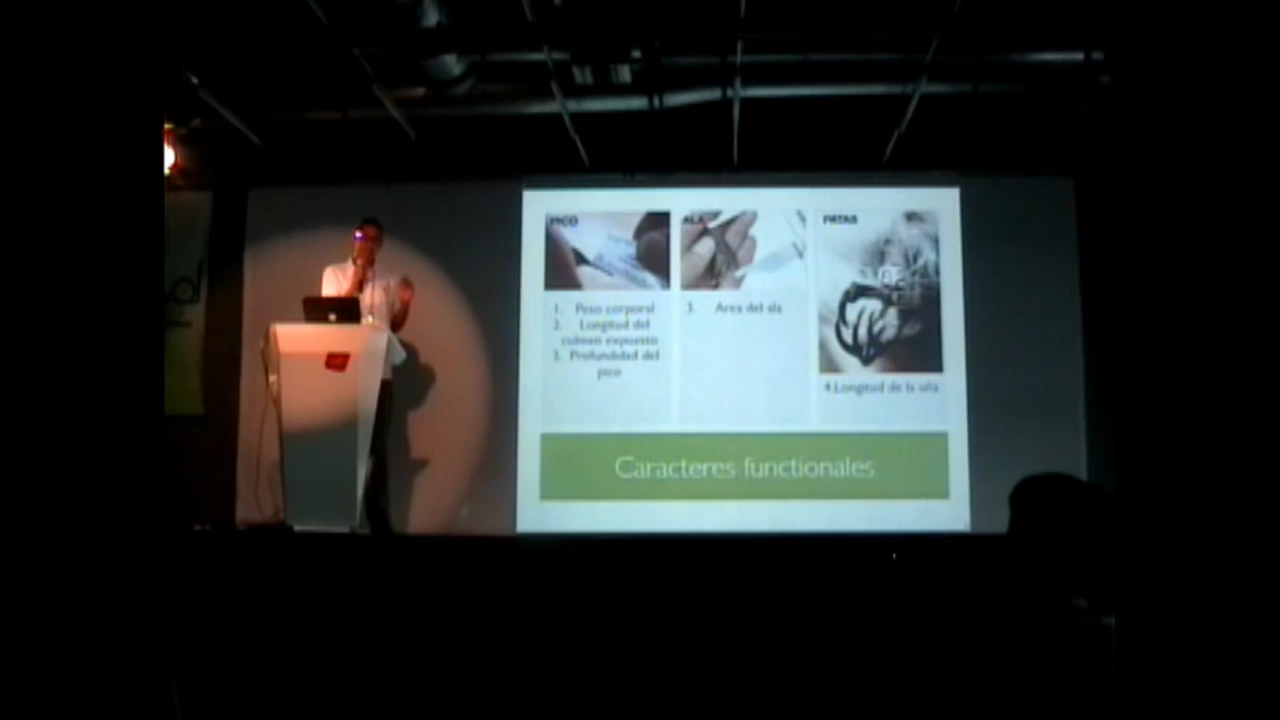 PICO
1. Peso corporal
2. Longitud del
culmen expuesto
3. Profundidad del
pico
ALA
3. Area del ala
PATAS
4.Longitud de la uña
Caracteres functionales